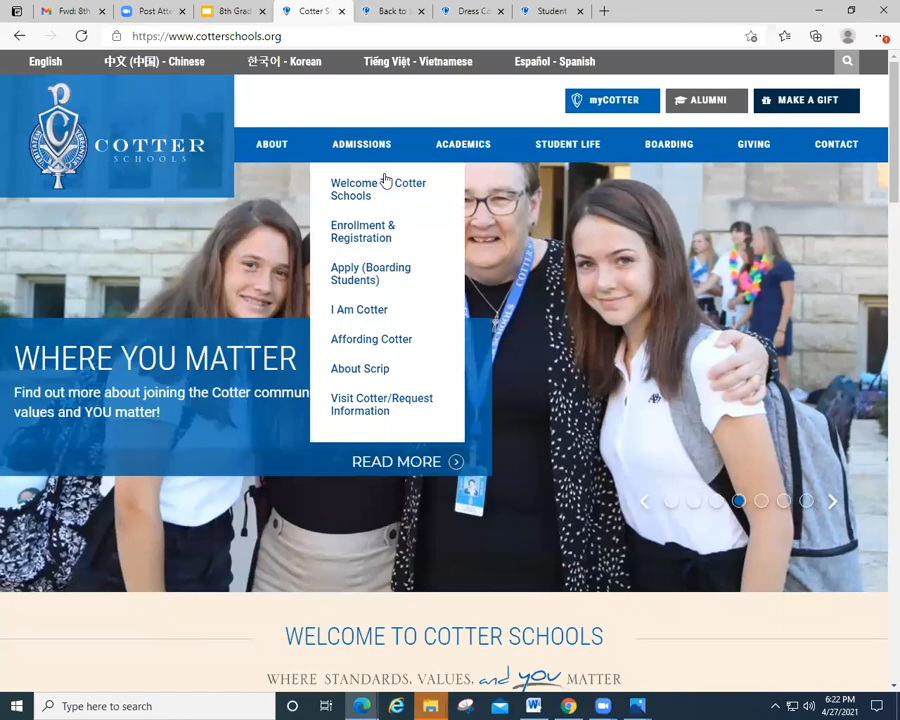 Fwd: 8th
Post Atte
8th Grad
Cotter S
Back to
Dress C
Student
https://www.cotterschools.org
English
中文 (中国) - Chinese
한국어 - Korean
Tiếng Việt - Vietnamese
Español - Spanish
COTTER
SCHOOLS
myCOTTER
ALUMNI
MAKE A GIFT
ABOUT
ADMISSIONS
ACADEMICS
STUDENT LIFE
BOARDING
GIVING
CONTACT
Welcome Cotter
Schools
Enrollment &
Registration
Apply (Boarding
Students)
I Am Cotter
Affording Cotter
About Scrip
Visit Cotter/Request
Information
WHERE YOU MATTER
Find out more about joining the Cotter commun
values and YOU matter!
READ MORE
WELCOME TO COTTER SCHOOLS
WHERE STANDARDS, VALUES, and you MATTER
Type here to search
6:22 PM
4/27/2021